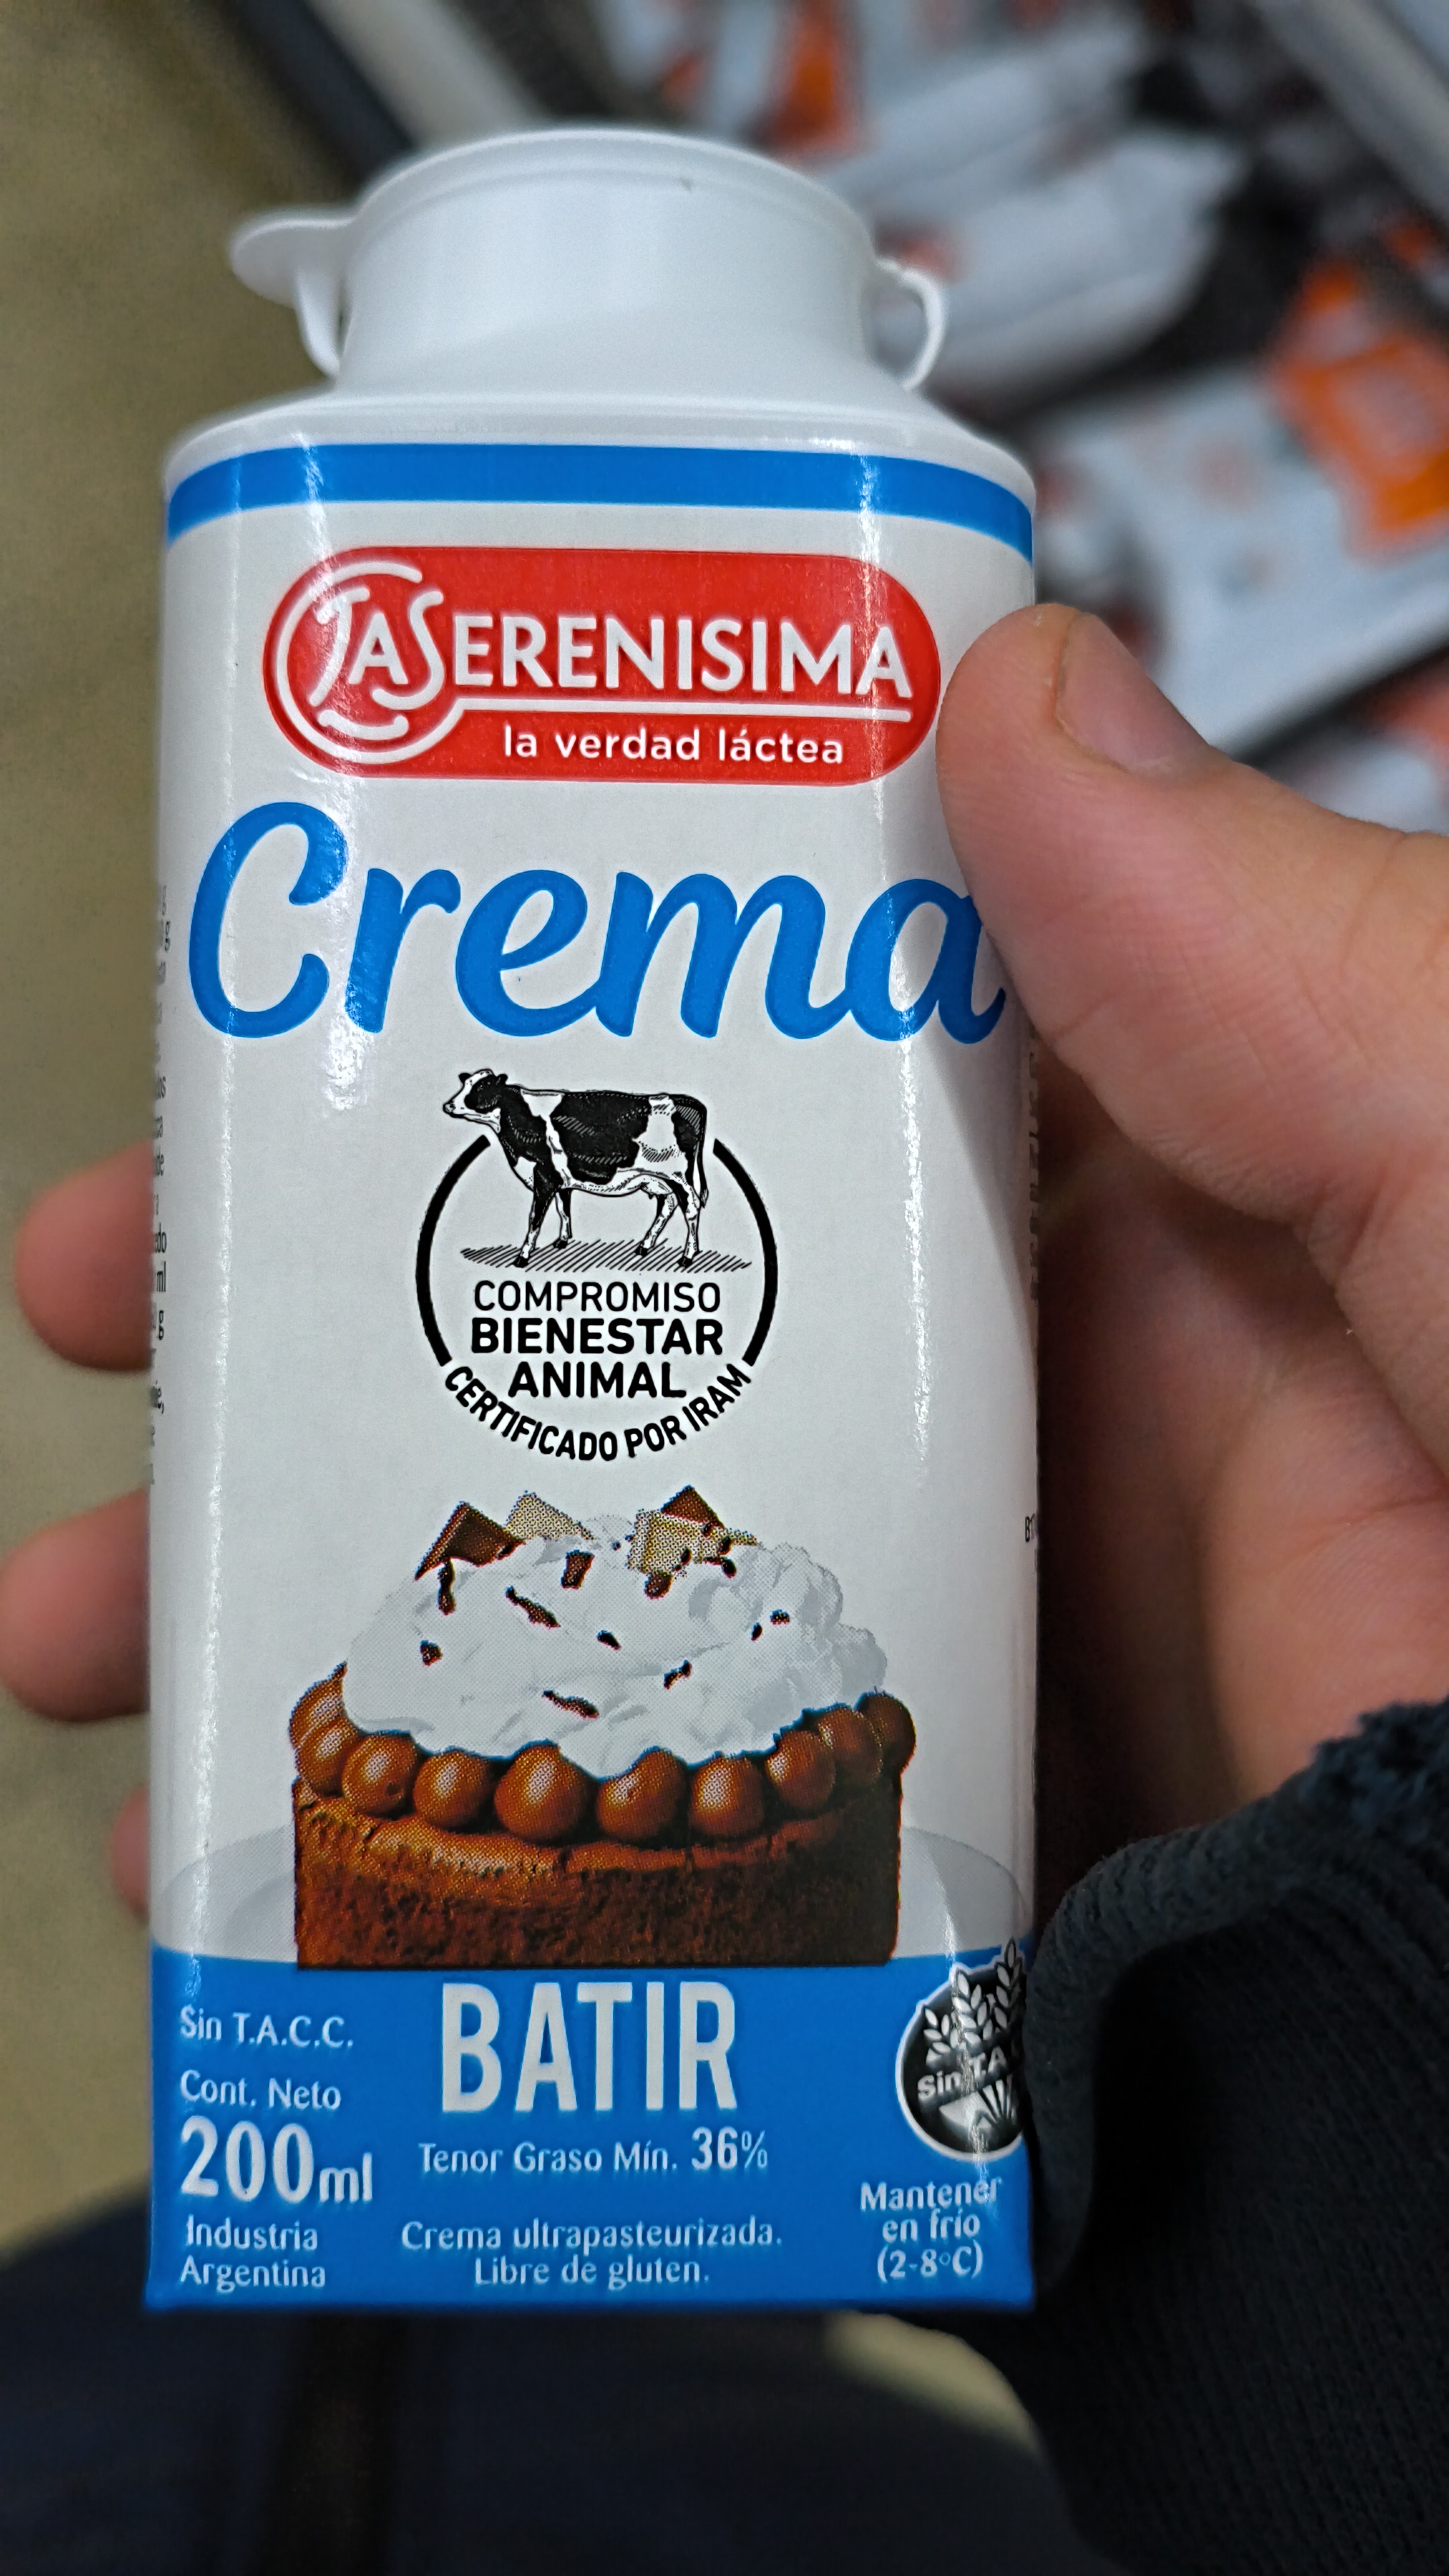 LA SERENISIMA
la verdad láctea
Crema
COMPROMISO
BIENESTAR
ANIMAL
CERTIFICADO POR IRAM
BATIR
Sin T.A.C.C.
Cont. Neto
200ml
Industria
Argentina
Tenor Graso Mín. 36%
Crema ultrapasteurizada.
Libre de gluten.
Sin T.A.
Mantener
en frío
(2-8°C)